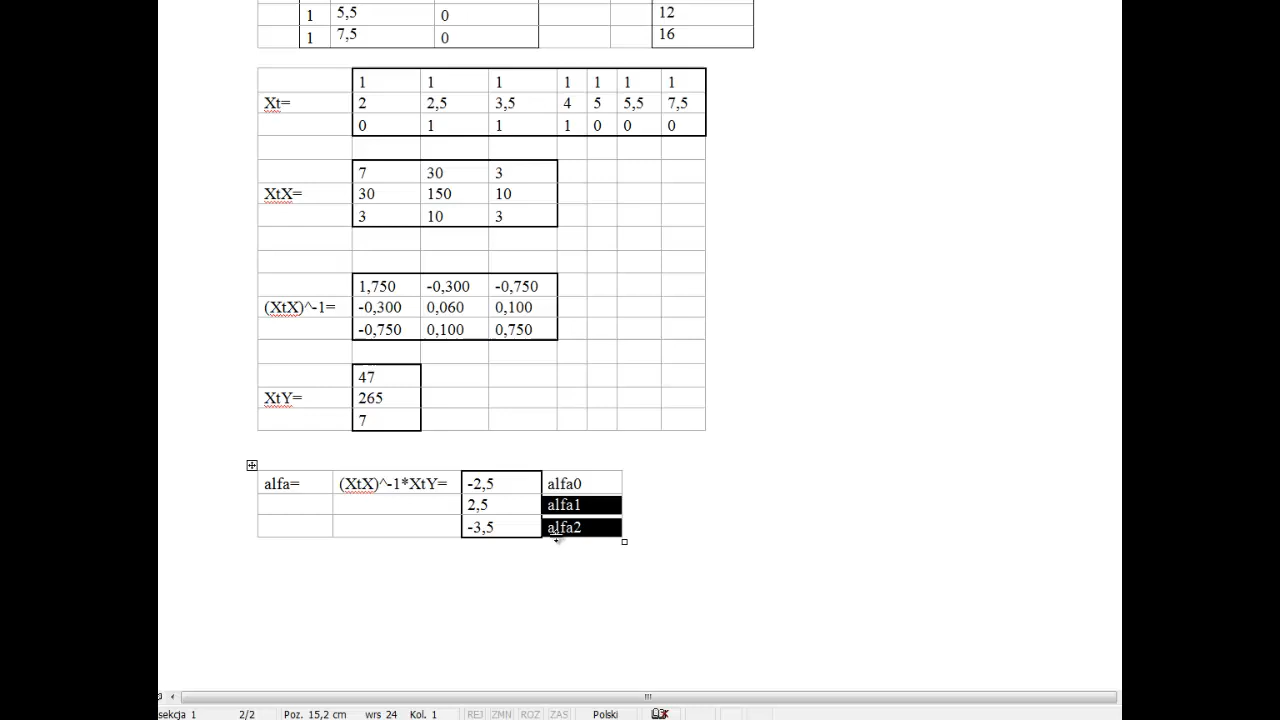 1 5,5 0 12
1 7,5 0 16
1 1 1 1 1 1 1
Xt= 2 2,5 3,5 4 5 5,5 7,5
0 1 1 1 0 0 0
7 30 3
XtX= 30 150 10
3 10 3
1,750 -0,300 -0,750
(XtX)^-1= -0,300 0,060 0,100
-0,750 0,100 0,750
47
XtY= 265
7
alfa= (XtX)^-1*XtY= -2,5 alfa0
2,5 alfa1
-3,5 alfa2
sekcja 1 2/2 Poz. 15,2 cm wrs 24 Kol. 1 REJ ZMN ROZ ZAS Polski